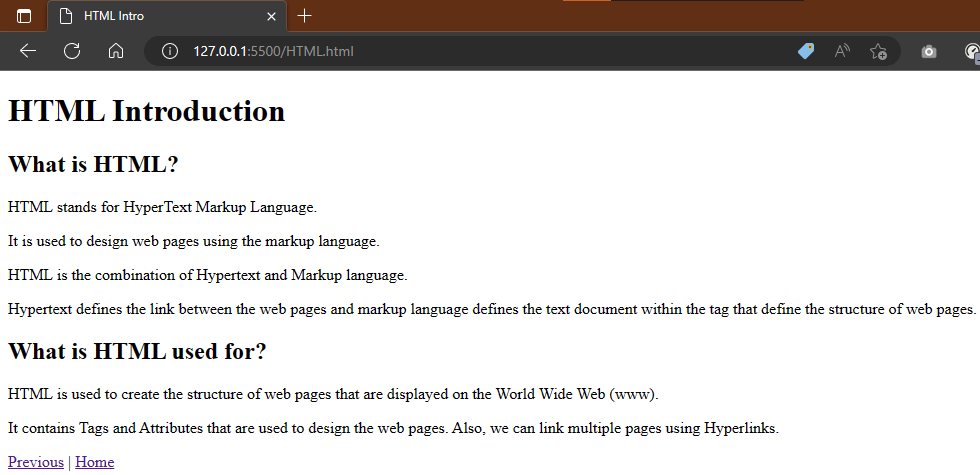 HTML Intro
127.0.0.1:5500/HTML.html
HTML Introduction
What is HTML?
HTML stands for HyperText Markup Language.
It is used to design web pages using the markup language.
HTML is the combination of Hypertext and Markup language.
Hypertext defines the link between the web pages and markup language defines the text document within the tag that define the structure of web pages.
What is HTML used for?
HTML is used to create the structure of web pages that are displayed on the World Wide Web (www).
It contains Tags and Attributes that are used to design the web pages. Also, we can link multiple pages using Hyperlinks.
Previous | Home